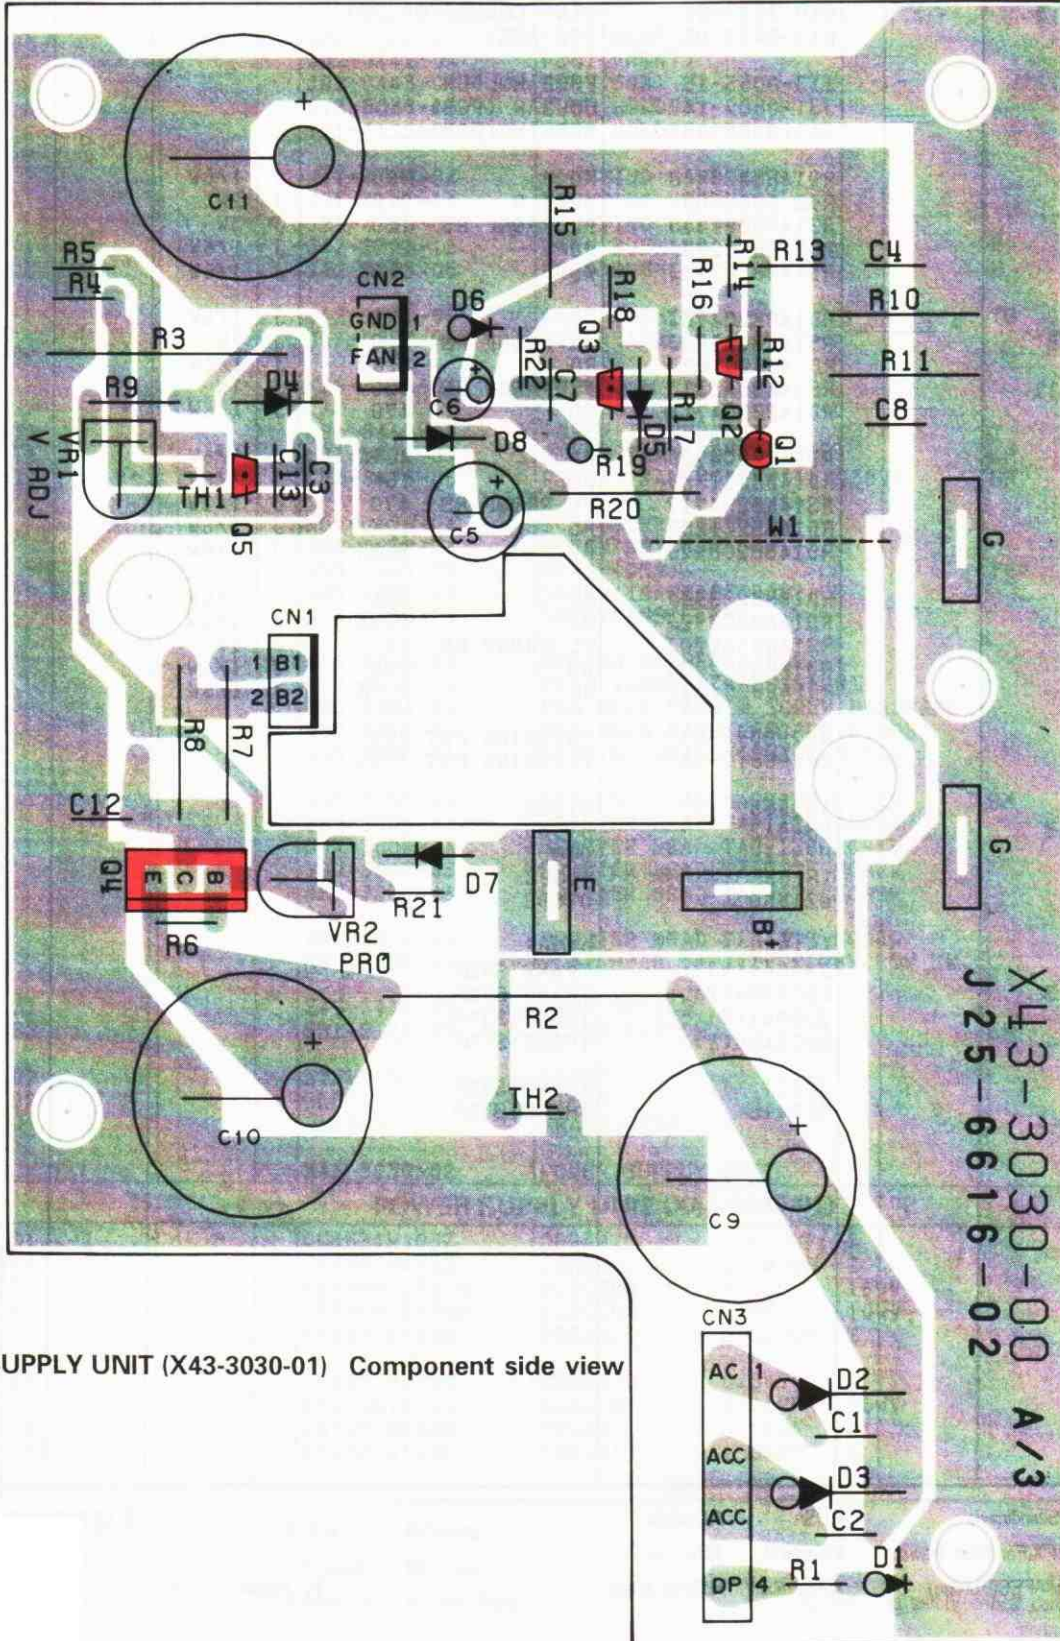 C11
R15
R5
R4
R3
R9
D4
VR1
V ADJ
TH1
Q5
C13
C3
CN2
GND 1
FAN 2
D6
C6
D8
C5
R22
C7
Q3
R18
D5
R17
R16
R14
R13
R12
Q2
Q1
R19
R20
W1
C4
R10
R11
C8
G
CN1
1 B1
2 B2
R8
R7
C12
Q4
E C B
R6
VR2
PRO
D7
R21
E
B+
G
R2
C10
TH2
C9
X43-3030-00 A/3
J25-6616-02
UPPLY UNIT (X43-3030-01) Component side view
CN3
AC 1
ACC
ACC
DP 4
D2
C1
D3
C2
R1
D1